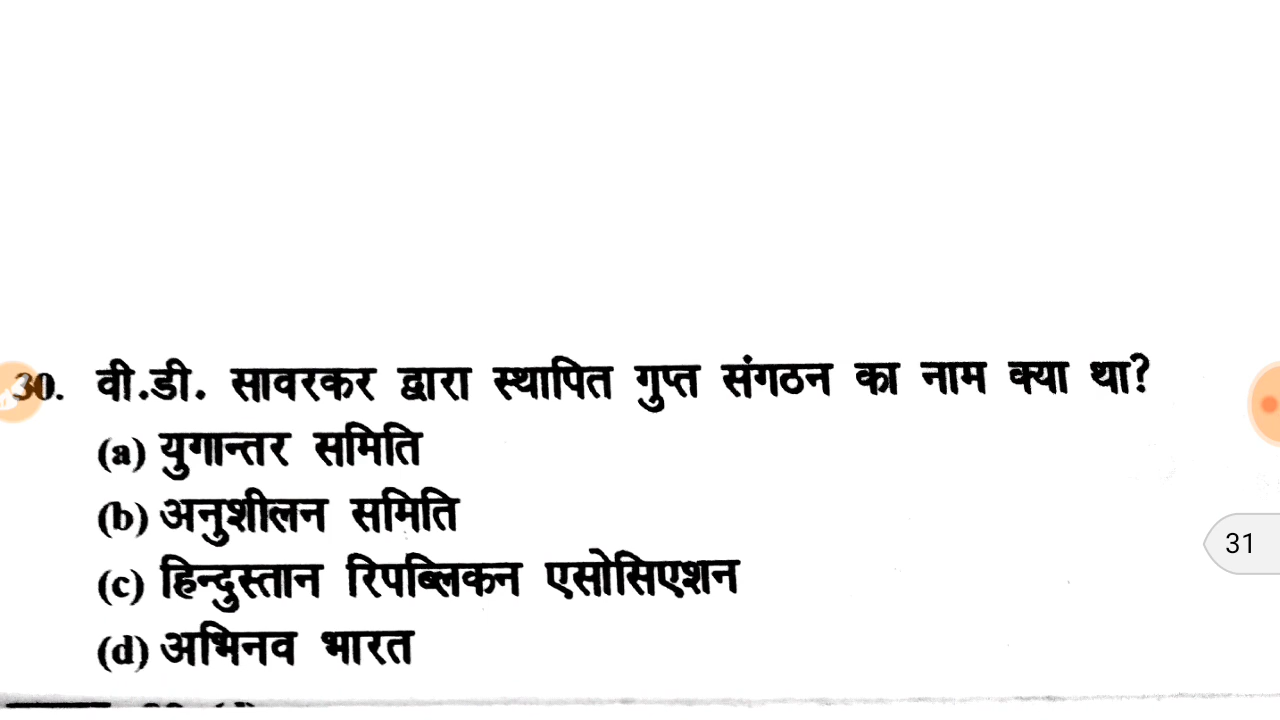 30. वी.डी. सावरकर द्वारा स्थापित गुप्त संगठन का नाम क्या था?
(a) युगान्तर समिति
(b) अनुशीलन समिति
(c) हिन्दुस्तान रिपब्लिकन एसोसिएशन
31
(d) अभिनव भारत